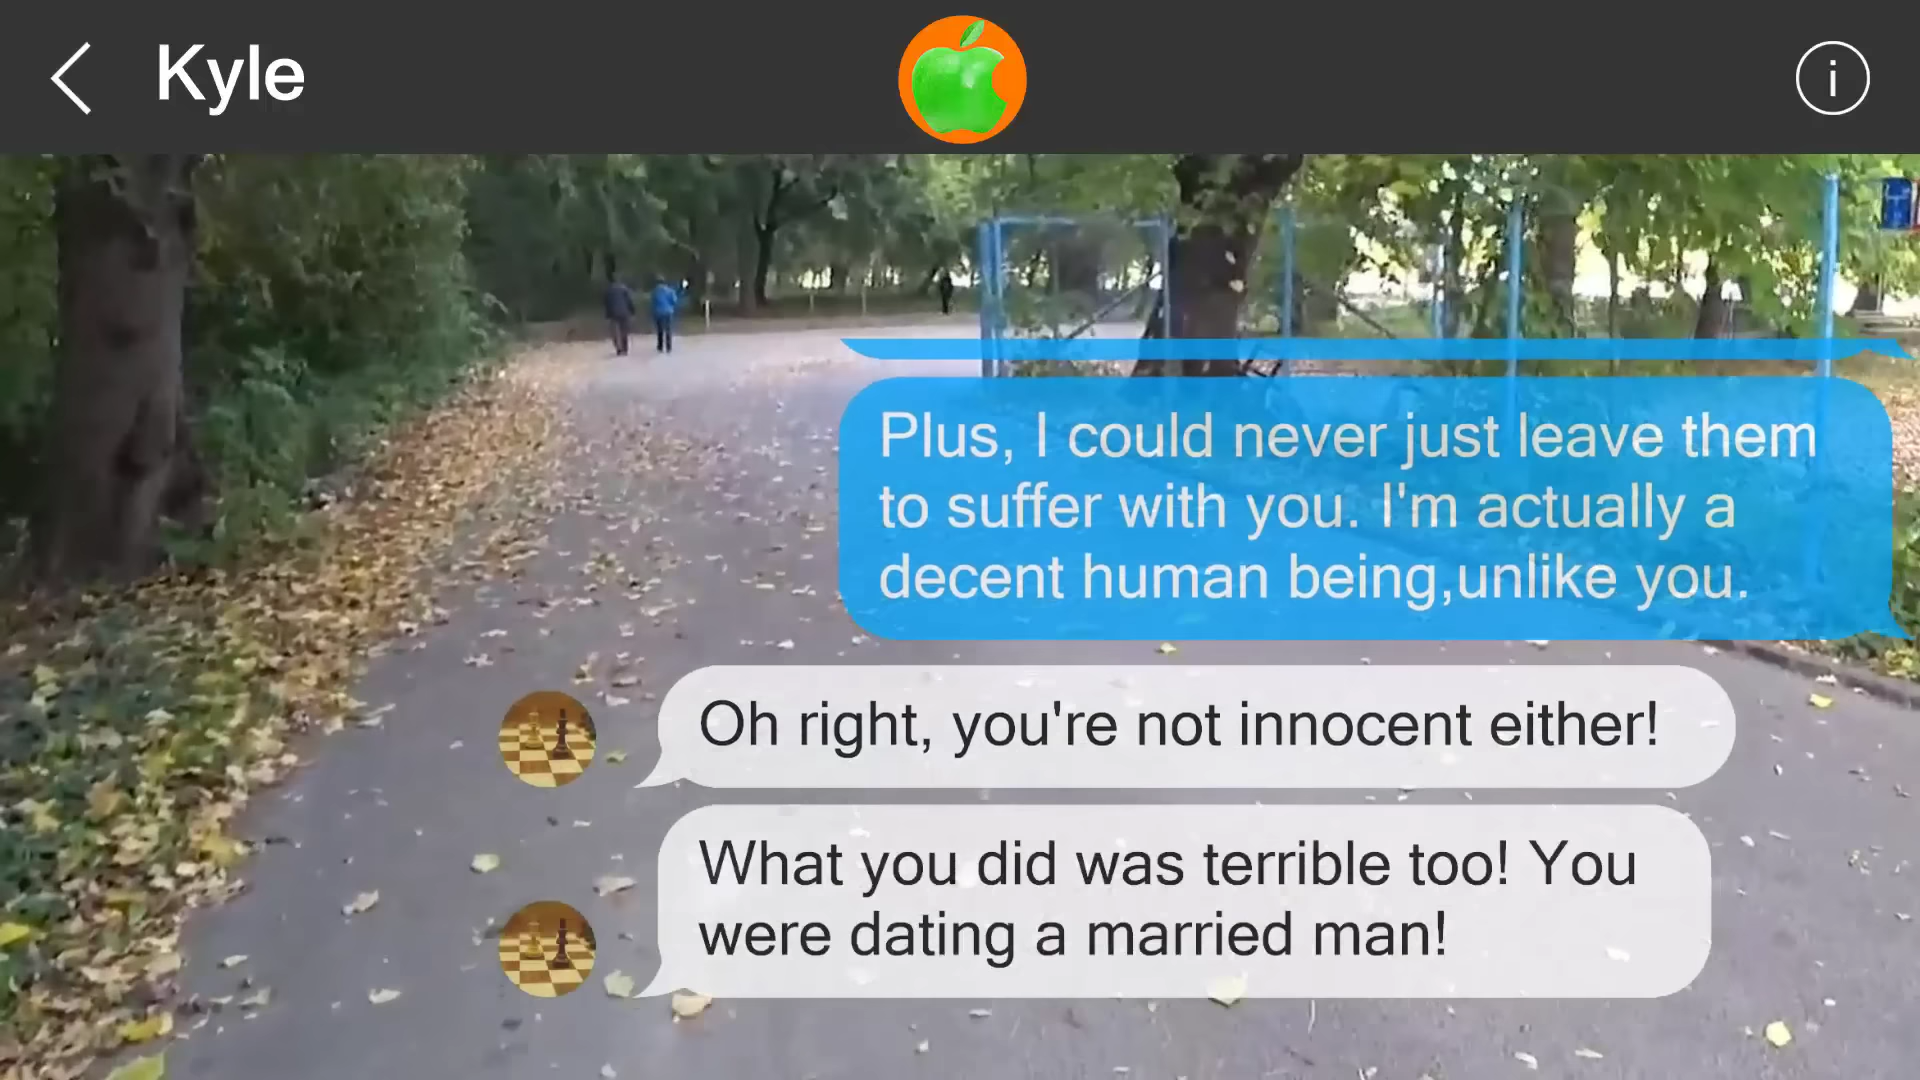 Kyle
i
Plus, I could never just leave them
to suffer with you. I'm actually a
decent human being,unlike you.
Oh right, you're not innocent either!
What you did was terrible too! You
were dating a married man!